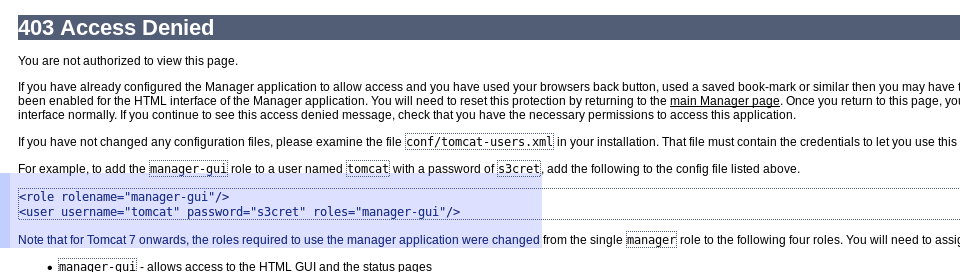 403 Access Denied
You are not authorized to view this page.
If you have already configured the Manager application to allow access and you have used your browsers back button, used a saved book-mark or similar then you may have
been enabled for the HTML interface of the Manager application. You will need to reset this protection by returning to the main Manager page. Once you return to this page,
interface normally. If you continue to see this access denied message, check that you have the necessary permissions to access this application.
If you have not changed any configuration files, please examine the file conf/tomcat-users.xml in your installation. That file must contain the credentials to let you use this
For example, to add the manager-gui role to a user named tomcat with a password of s3cret, add the following to the config file listed above.
<role rolename="manager-gui"/>
<user username="tomcat" password="s3cret" roles="manager-gui"/>
Note that for Tomcat 7 onwards, the roles required to use the manager application were changed from the single manager role to the following four roles. You will need to
• manager-gui - allows access to the HTML GUI and the status pages